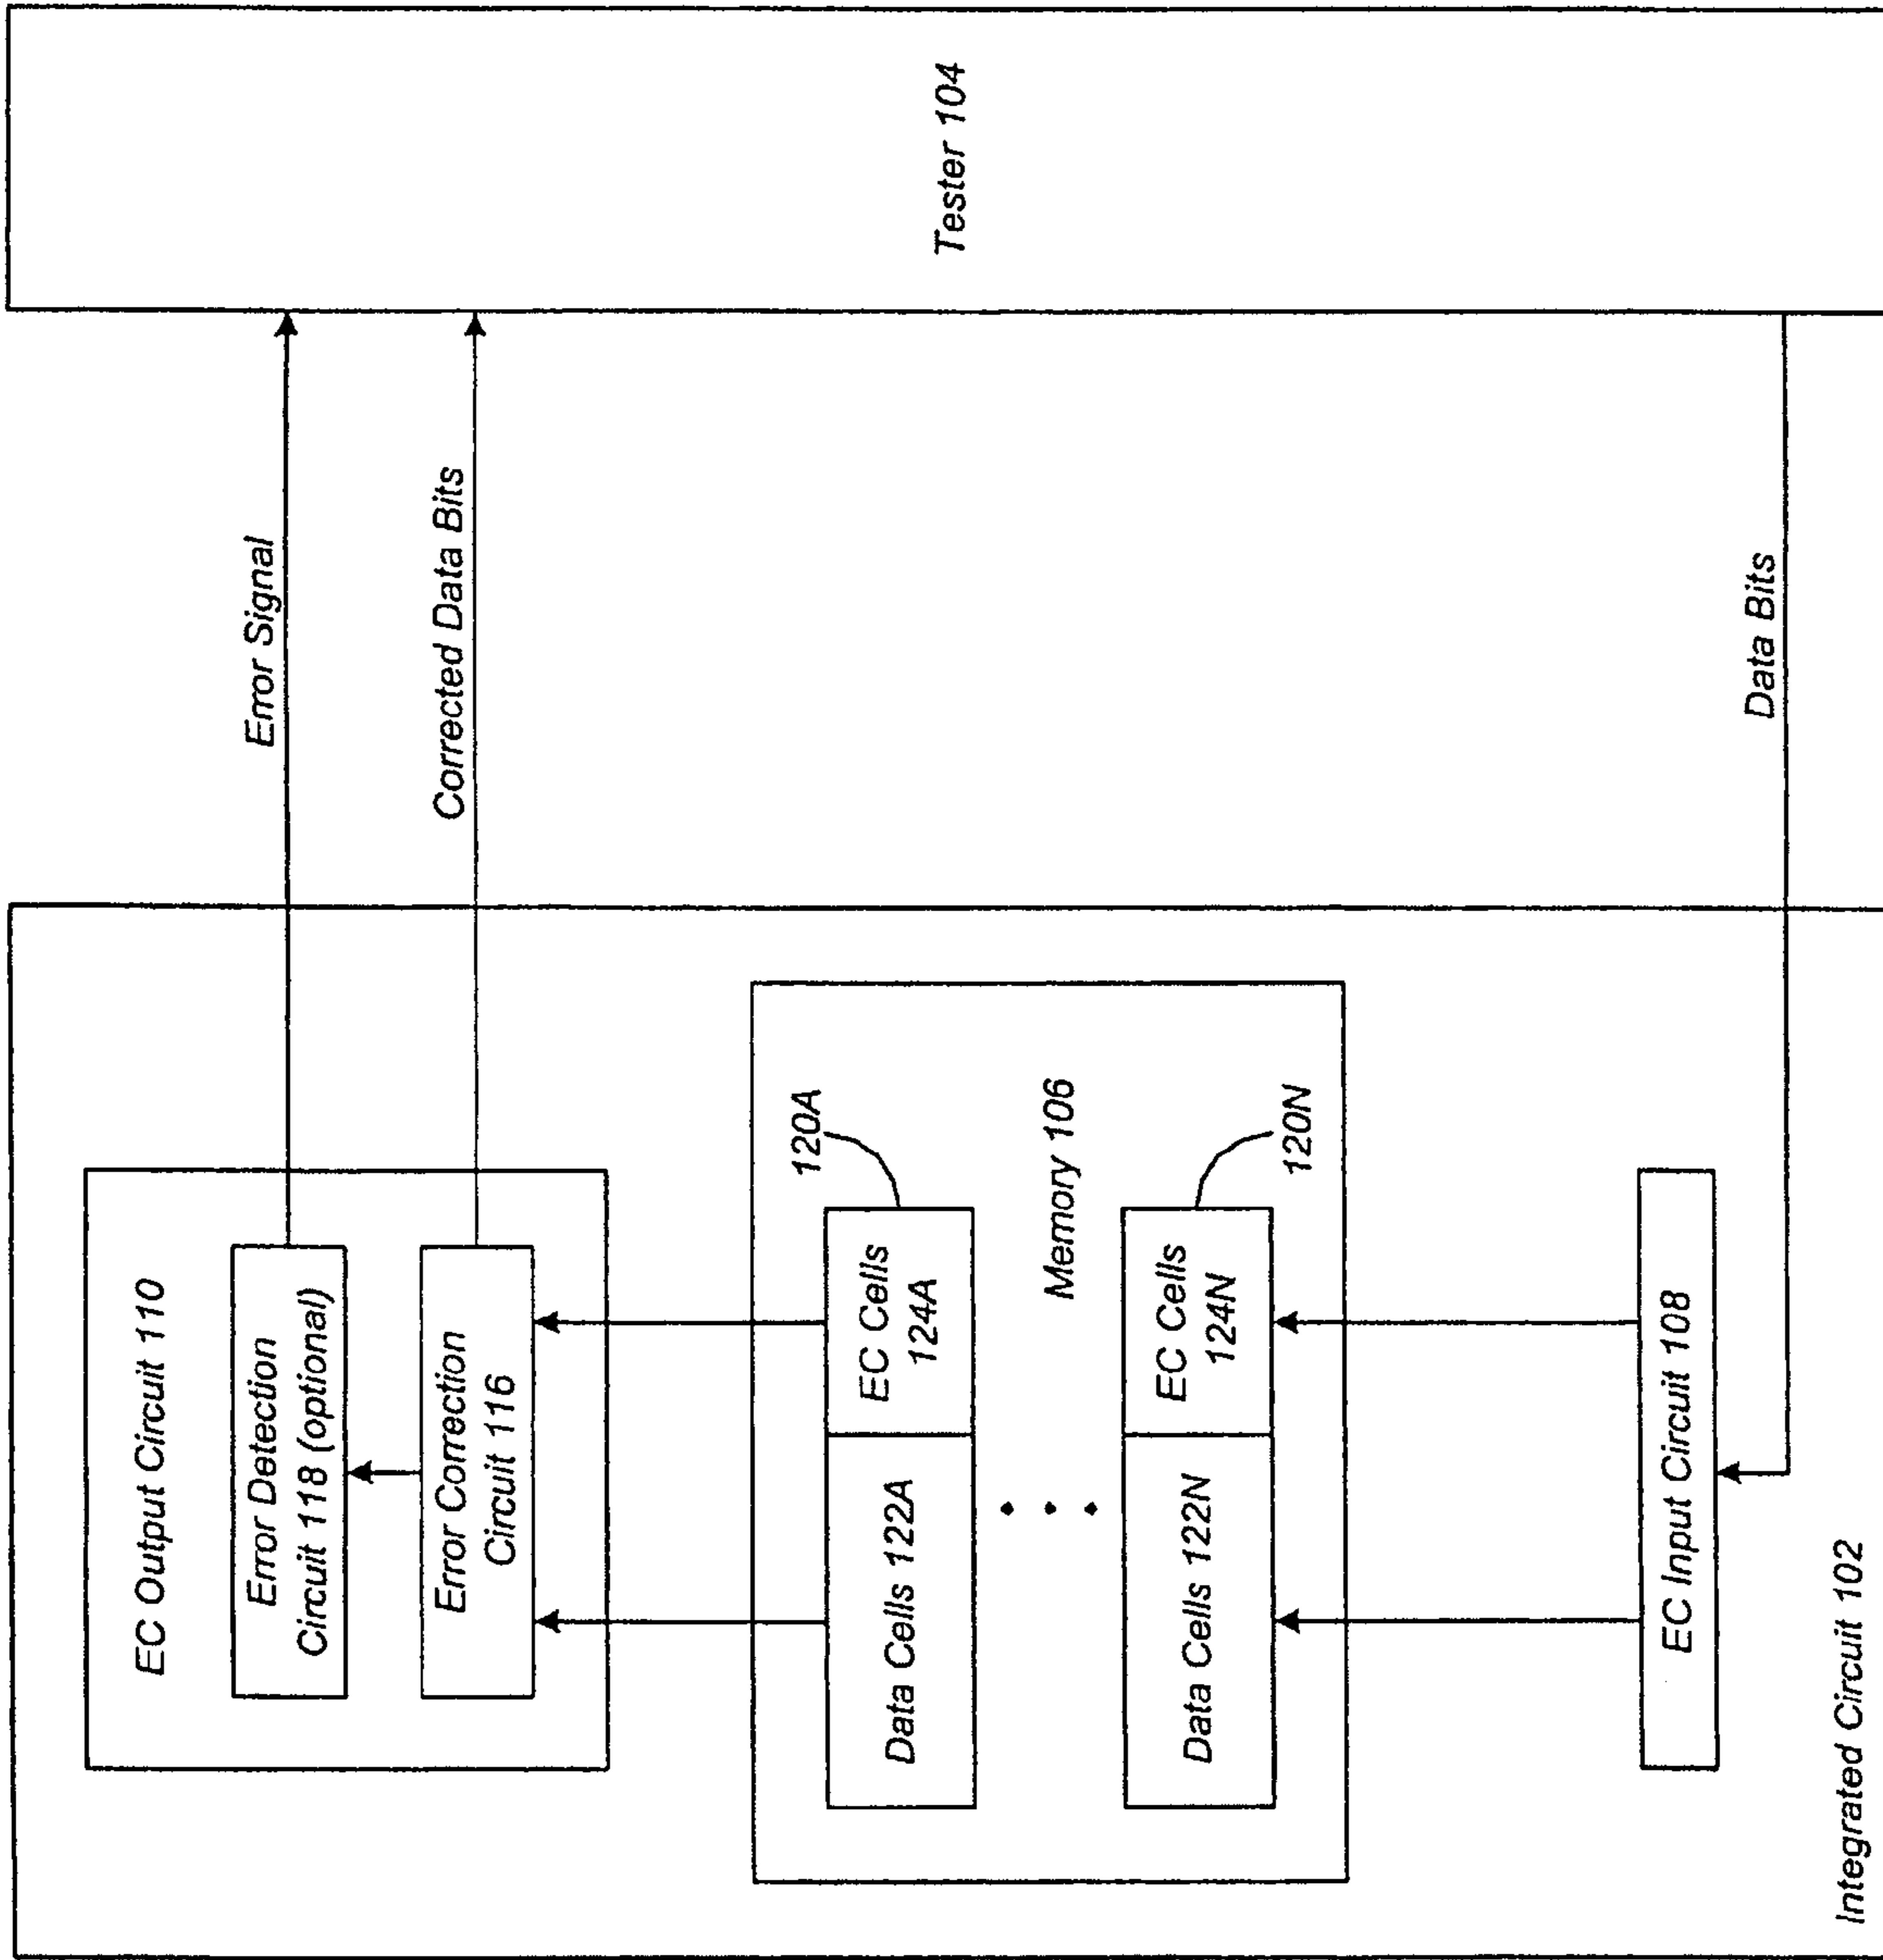 EC Output Circuit 110
Error Detection
Circuit 118 (optional)
Error Correction
Circuit 116
Error Signal
Corrected Data Bits
120A
Data Cells 122A
EC Cells
124A
Memory 106
Data Cells 122N
EC Cells
124N
120N
EC Input Circuit 108
Data Bits
Integrated Circuit 102
Tester 104